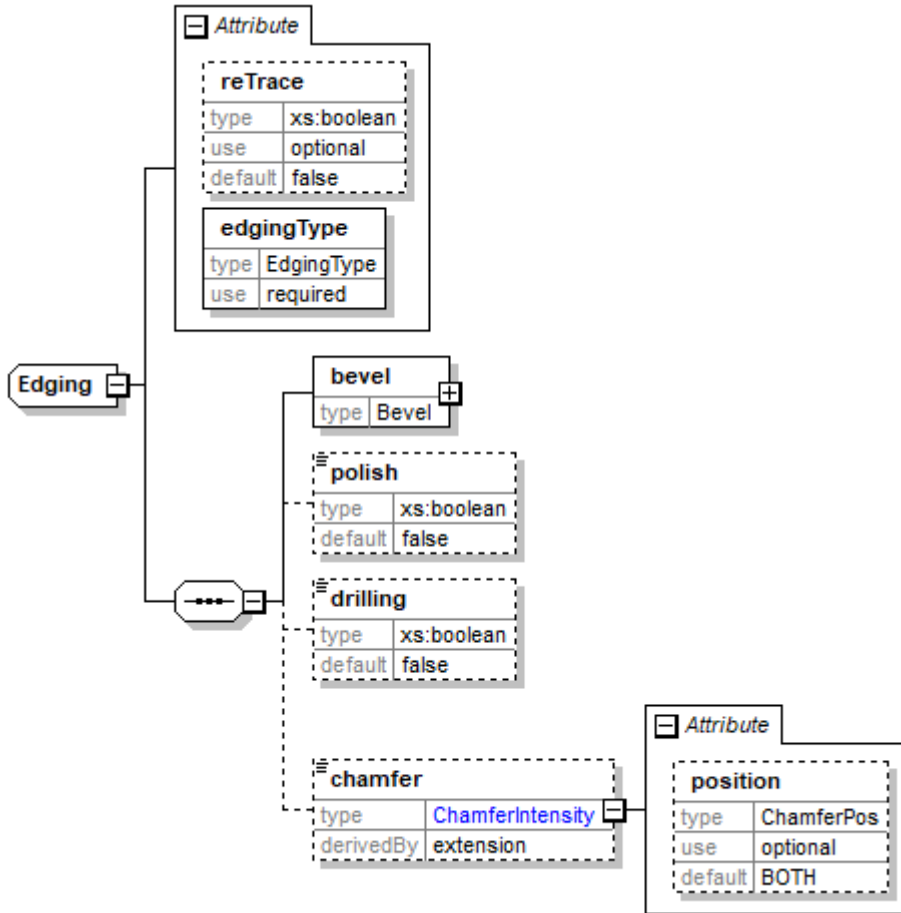 Attribute
reTrace
type xs:boolean
use optional
default false
edgingType
type EdgingType
use required
Edging
bevel
type Bevel
polish
type xs:boolean
default false
drilling
type xs:boolean
default false
Attribute
chamfer
type ChamferIntensity
derivedBy extension
position
type ChamferPos
use optional
default BOTH